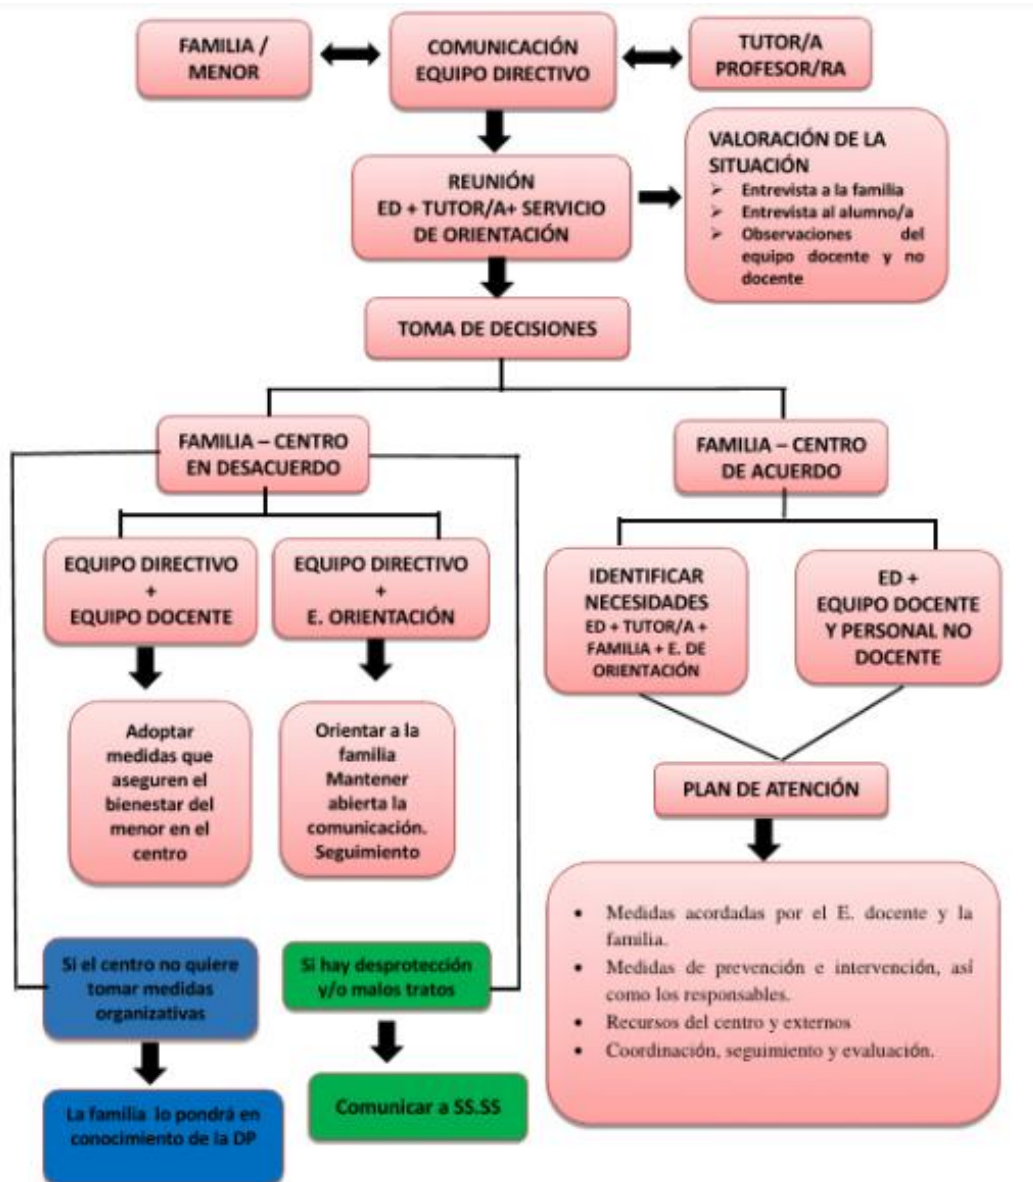 FAMILIA /
MENOR
COMUNICACIÓN
EQUIPO DIRECTIVO
TUTOR/A
PROFESOR/RA
REUNIÓN
ED + TUTOR/A+ SERVICIO
DE ORIENTACIÓN
VALORACIÓN DE LA
SITUACIÓN
➢ Entrevista a la familia
➢ Entrevista al alumno/a
➢ Observaciones del
equipo docente y no
docente
TOMA DE DECISIONES
FAMILIA – CENTRO
EN DESACUERDO
FAMILIA – CENTRO
DE ACUERDO
EQUIPO DIRECTIVO
+
EQUIPO DOCENTE
EQUIPO DIRECTIVO
+
E. ORIENTACIÓN
IDENTIFICAR
NECESIDADES
ED + TUTOR/A +
FAMILIA + E. DE
ORIENTACIÓN
ED +
EQUIPO DOCENTE
Y PERSONAL NO
DOCENTE
Adoptar
medidas que
aseguren el
bienestar del
menor en el
centro
Orientar a la
familia
Mantener
abierta la
comunicación.
Seguimiento
PLAN DE ATENCIÓN
• Medidas acordadas por el E. docente y la
familia.
• Medidas de prevención e intervención, así
como los responsables.
• Recursos del centro y externos
• Coordinación, seguimiento y evaluación.
Si el centro no quiere
tomar medidas
organizativas
Si hay desprotección
y/o malos tratos
La familia lo pondrá en
conocimiento de la DP
Comunicar a SS.SS